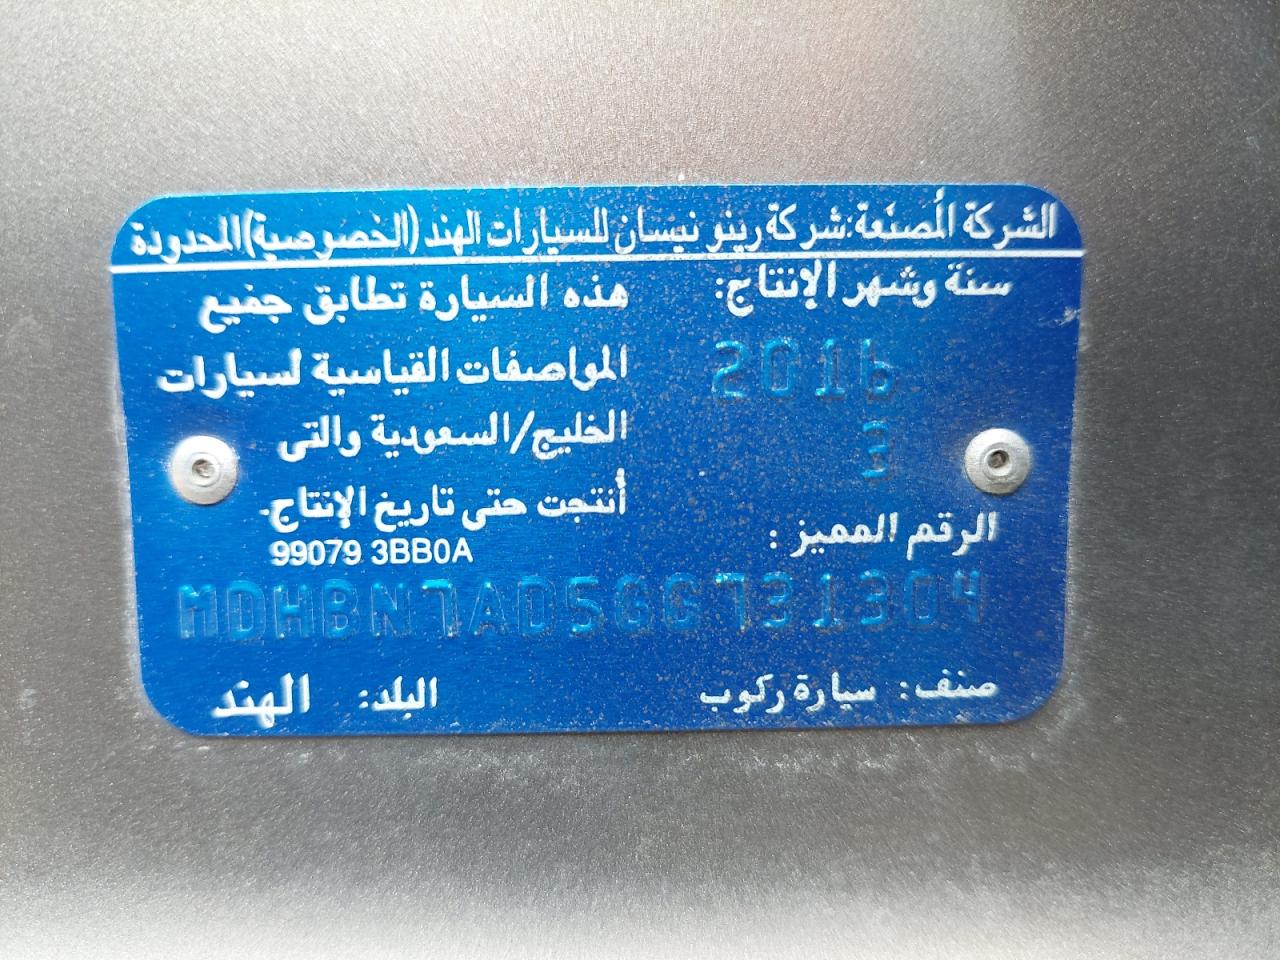 الشركة المُصنّعة: شركة رينو نيسان للسيارات الهند (الخصوصية) المحدودة
سنة وشهر الإنتاج:
2016
3
هذه السيارة تطابق جميع
المواصفات القياسية لسيارات
الخليج/السعودية والتى
أنتجت حتى تاريخ الإنتاج.
99079 3BB0A
الرقم المميز :
MDHBN7AD5GG731304
صنف: سيارة ركوب
البلد: الهند